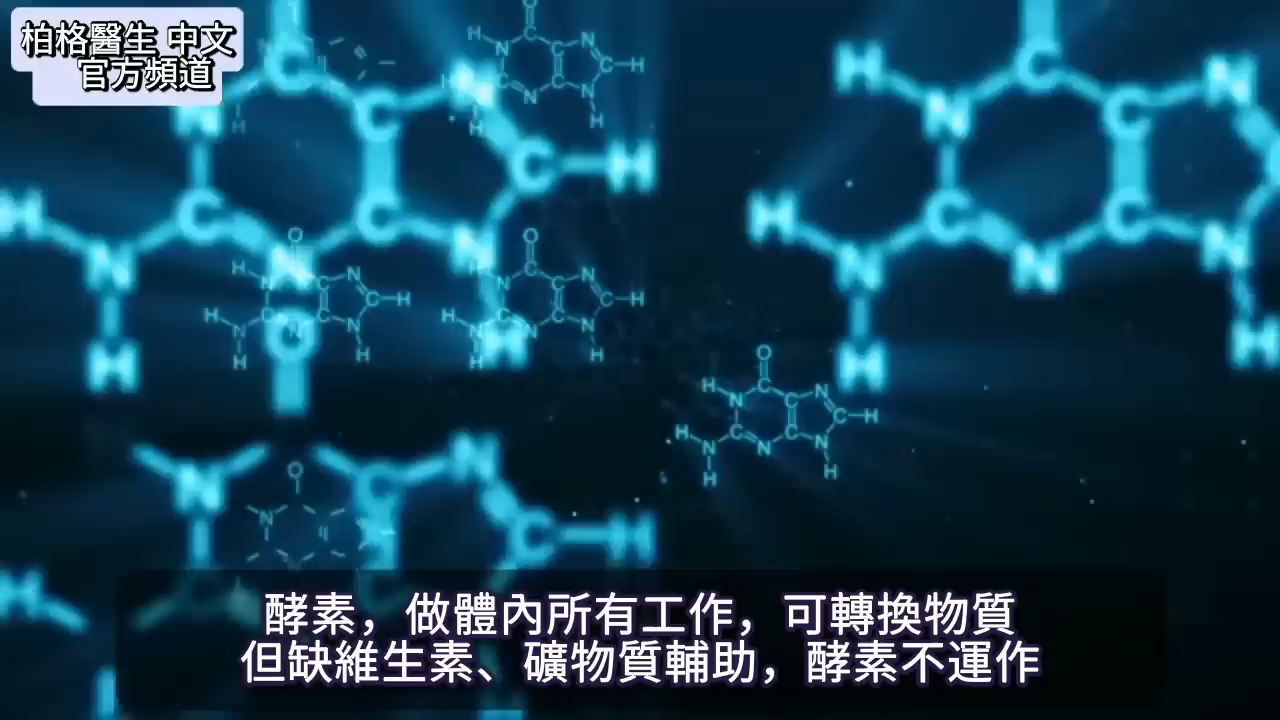 柏格醫生 中文
官方頻道
酵素，做體內所有工作，可轉換物質
但缺維生素、礦物質輔助，酵素不運作